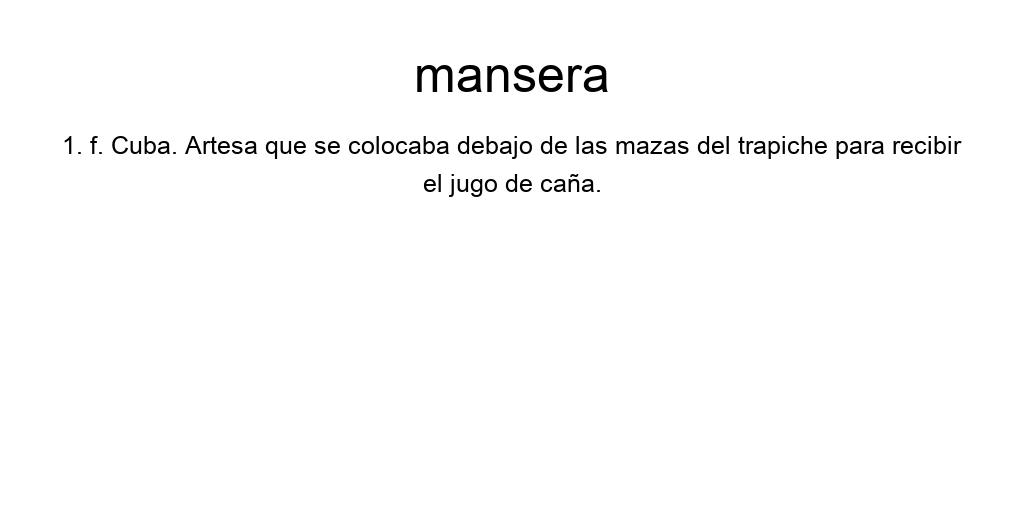 mansera
1. f. Cuba. Artesa que se colocaba debajo de las mazas del trapiche para recibir
el jugo de caña.